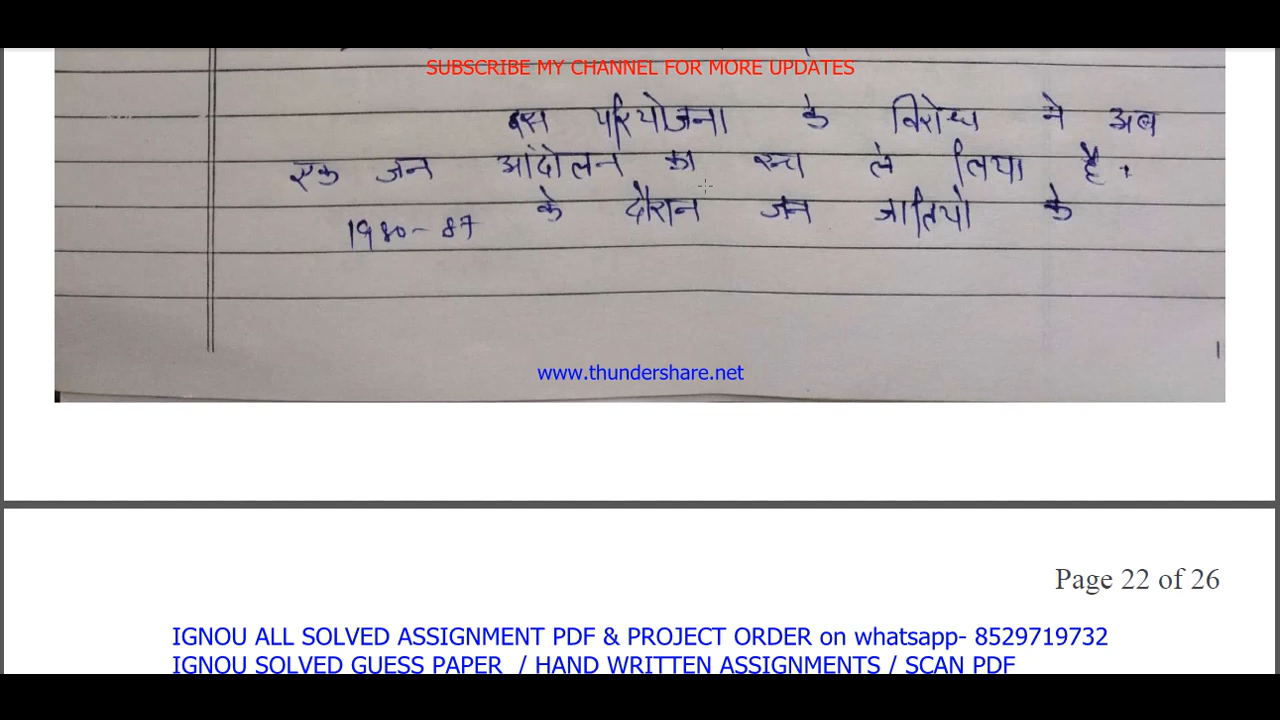 SUBSCRIBE MY CHANNEL FOR MORE UPDATES
इस परियोजना के विरोध ने अब
एक जन आंदोलन का रूप ले लिया है.
1980-87 के दौरान जन जातियो के
www.thundershare.net
Page 22 of 26
IGNOU ALL SOLVED ASSIGNMENT PDF & PROJECT ORDER on whatsapp- 8529719732
IGNOU SOLVED GUESS PAPER / HAND WRITTEN ASSIGNMENTS / SCAN PDF